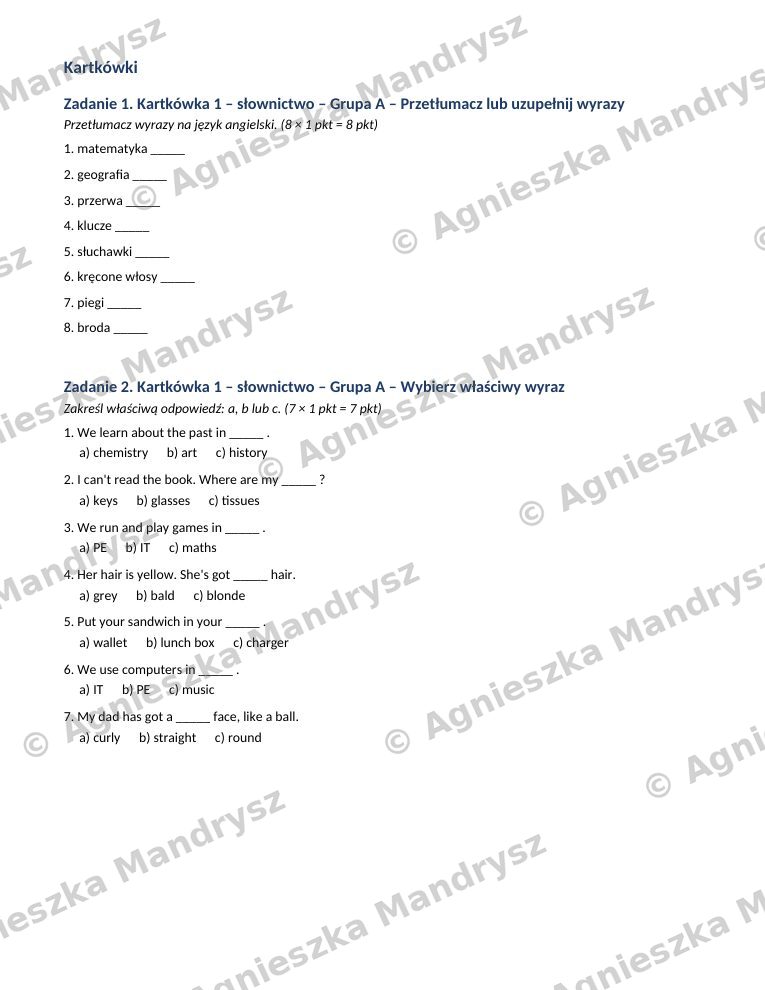 Kartkówki
Zadanie 1. Kartkówka 1 – słownictwo – Grupa A – Przetłumacz lub uzupełnij wyrazy
Przetłumacz wyrazy na język angielski. (8 × 1 pkt = 8 pkt)
1. matematyka _____
2. geografia _____
3. przerwa _____
4. klucze _____
5. słuchawki _____
6. kręcone włosy _____
7. piegi _____
8. broda _____
Zadanie 2. Kartkówka 1 – słownictwo – Grupa A – Wybierz właściwy wyraz
Zakreśl właściwą odpowiedź: a, b lub c. (7 × 1 pkt = 7 pkt)
1. We learn about the past in _____ .
a) chemistry b) art c) history
2. I can't read the book. Where are my _____ ?
a) keys b) glasses c) tissues
3. We run and play games in _____ .
a) PE b) IT c) maths
4. Her hair is yellow. She's got _____ hair.
a) grey b) bald c) blonde
5. Put your sandwich in your _____ .
a) wallet b) lunch box c) charger
6. We use computers in _____ .
a) IT b) PE c) music
7. My dad has got a _____ face, like a ball.
a) curly b) straight c) round
© Agnieszka Mandrysz